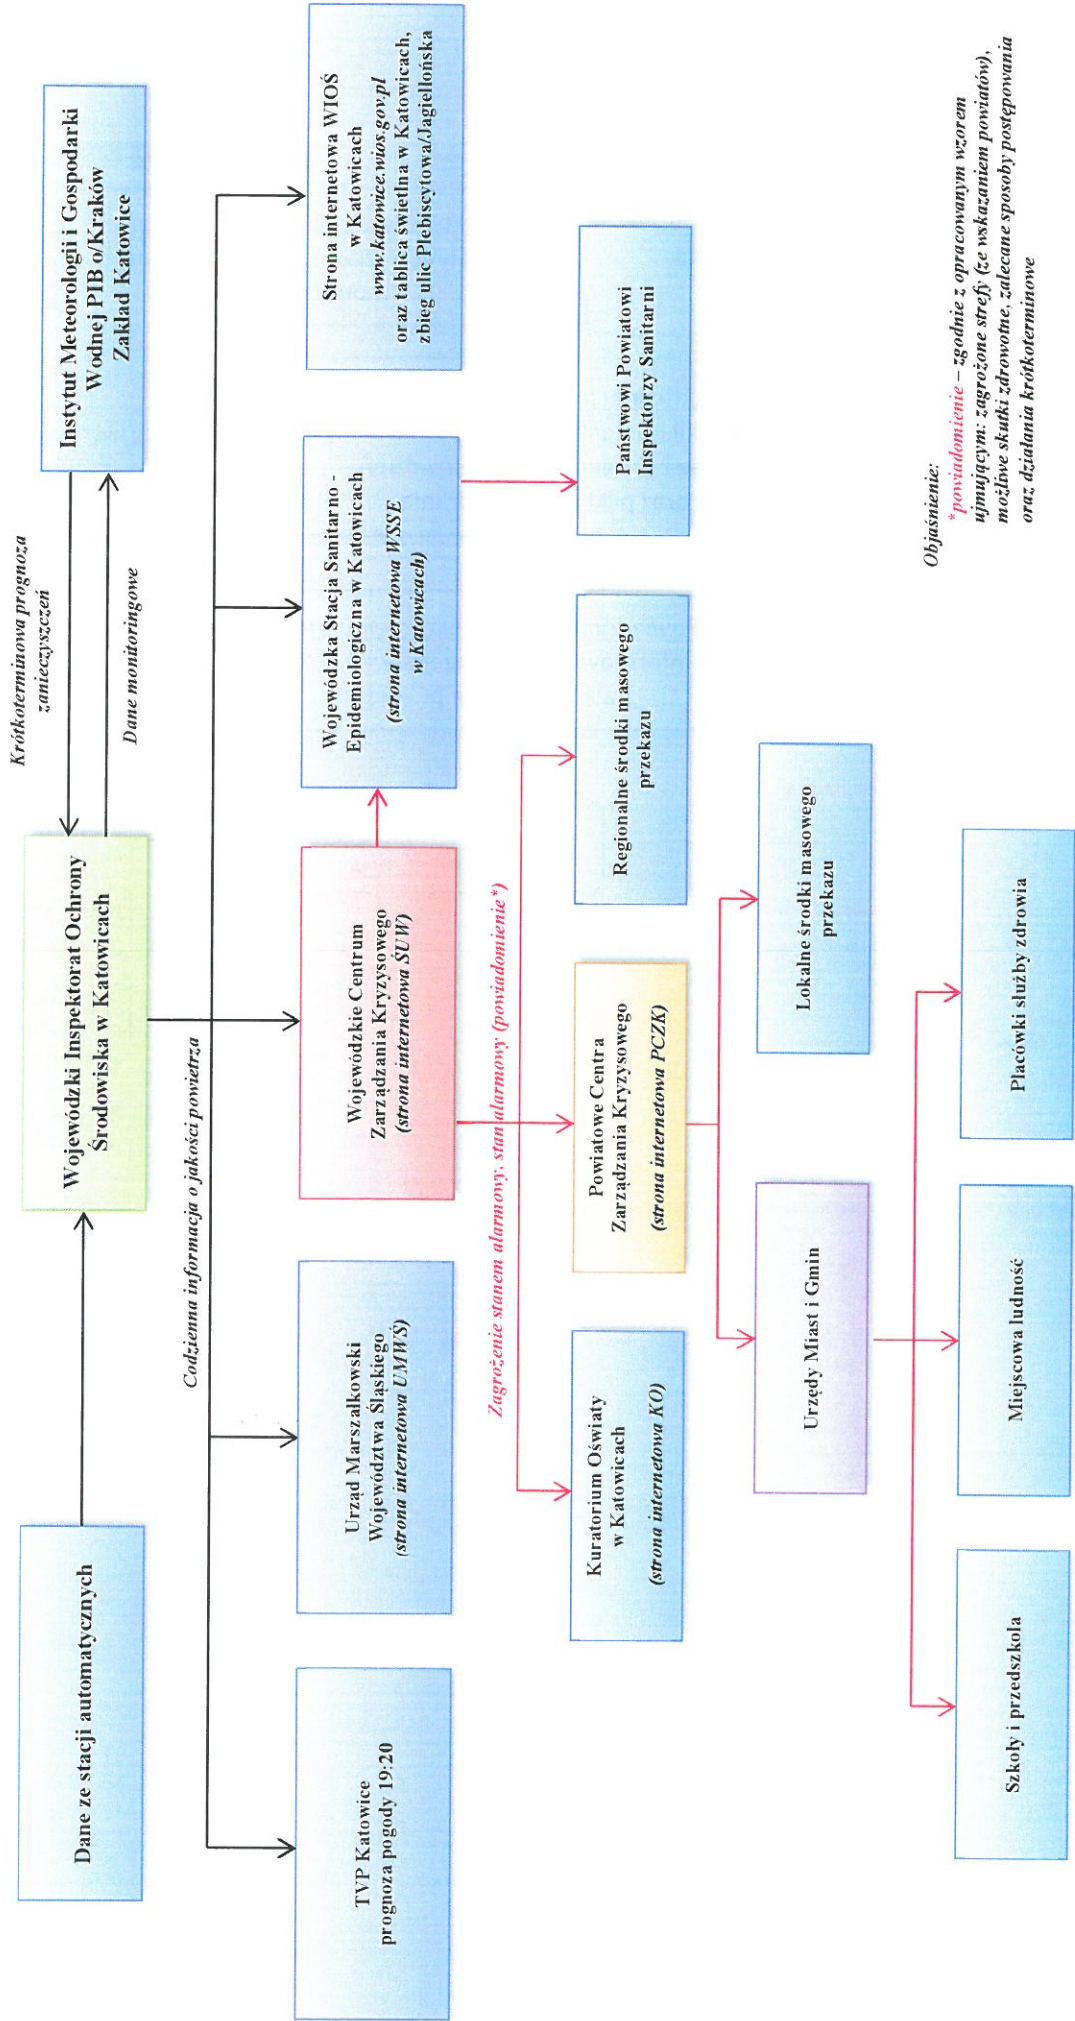 Krótkoterminowa prognoza
zanieczyszczeń
Dane ze stacji automatycznych
Wojewódzki Inspektorat Ochrony
Środowiska w Katowicach
Dane monitoringowe
Instytut Meteorologii i Gospodarki
Wodnej PIB o/Kraków
Zakład Katowice
Codzienna informacja o jakości powietrza
TVP Katowice
prognoza pogody 19:20
Urząd Marszałkowski
Województwa Śląskiego
(strona internetowa UMWŚ)
Wojewódzkie Centrum
Zarządzania Kryzysowego
(strona internetowa ŚUW)
Wojewódzka Stacja Sanitarno -
Epidemiologiczna w Katowicach
(strona internetowa WSSE
w Katowicach)
Strona internetowa WIOŚ
w Katowicach
www.katowice.wios.gov.pl
oraz tablica świetlna w Katowicach,
zbieg ulic Plebiscytowa/Jagiellońska
Zagrożenie stanem alarmowy, stan alarmowy (powiadomienie*)
Kuratorium Oświaty
w Katowicach
(strona internetowa KO)
Powiatowe Centra
Zarządzania Kryzysowego
(strona internetowa PCZK)
Regionalne środki masowego
przekazu
Państwowi Powiatowi
Inspektorzy Sanitarni
Urzędy Miast i Gmin
Lokalne środki masowego
przekazu
Szkoły i przedszkola
Miejscowa ludność
Placówki służby zdrowia
Objaśnienie:
*powiadomienie – zgodnie z opracowanym wzorem
ujmującym: zagrożone strefy (ze wskazaniem powiatów),
możliwe skutki zdrowotne, zalecane sposoby postępowania
oraz działania krótkoterminowe